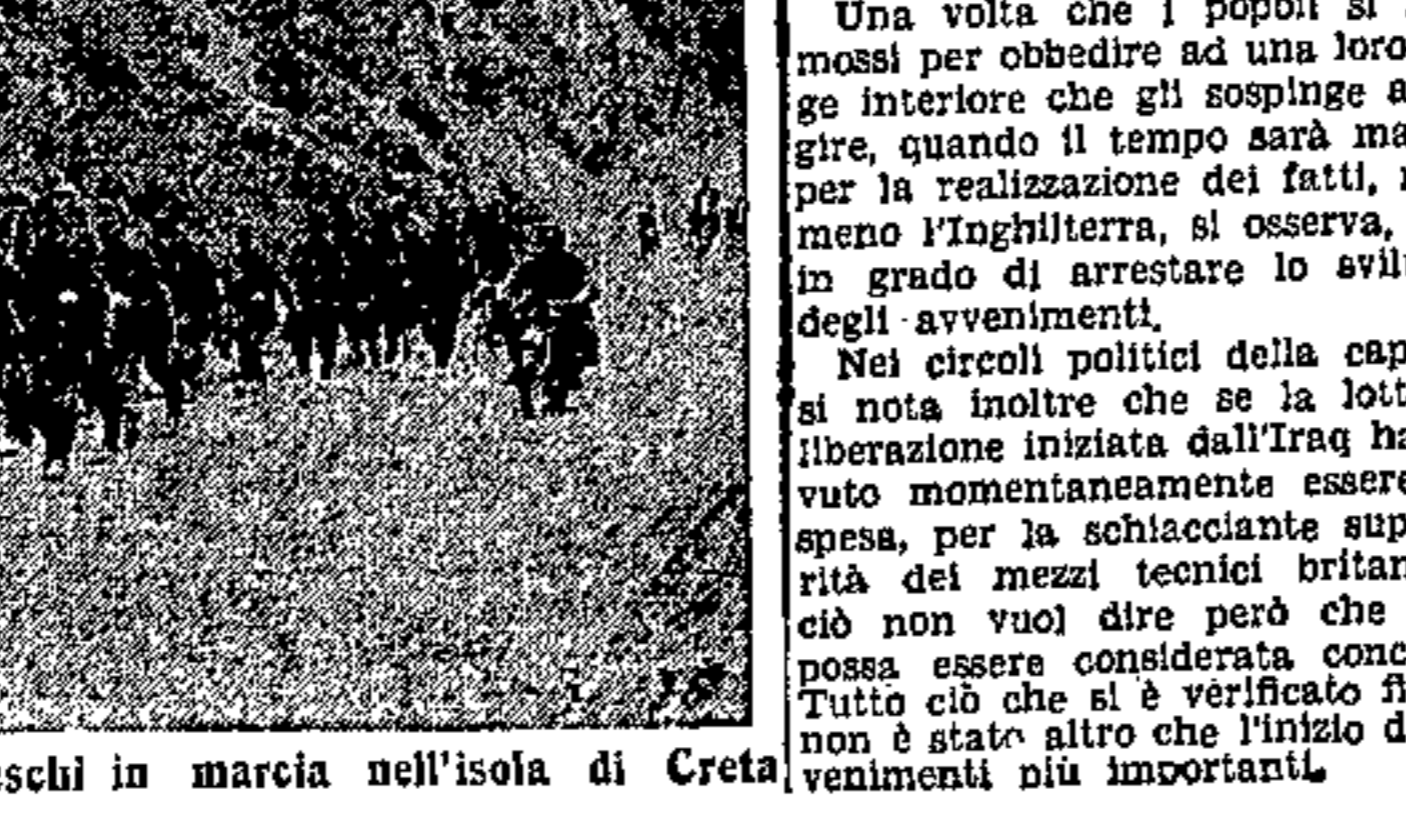 Una volta che i popoli si
mossi per obbedire ad una loro
ge interiore che gli sospinge a
gire, quando il tempo sarà ma
per la realizzazione dei fatti,
meno l'Inghilterra, si osserva,
in grado di arrestare lo svilu
degli avvenimenti.
Nei circoli politici della cap
si nota inoltre che se la lott
liberazione iniziata dall'Iraq ha
vuto momentaneamente essere
spesa, per la schiacciante sup
rità dei mezzi tecnici britan
ciò non vuol dire però che
possa essere considerata conc
Tutto ciò che si è verificato fi
non è stato altro che l'inizio d
venimenti più importanti.
eschi in marcia nell'isola di Creta